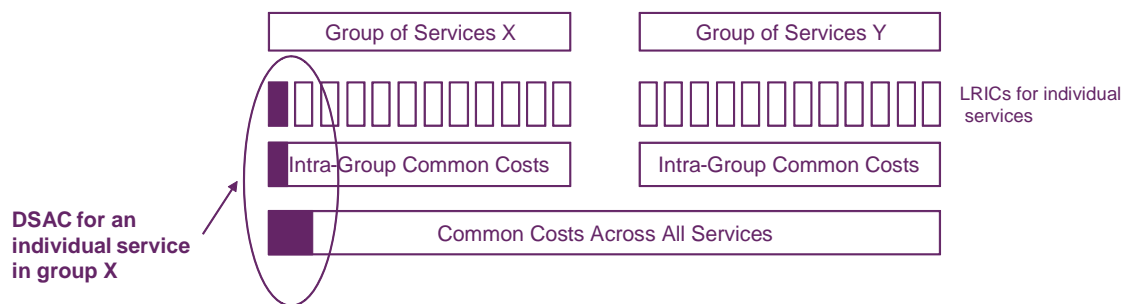 Group of Services X
Group of Services Y
LRICs for individual
services
Intra-Group Common Costs
Intra-Group Common Costs
DSAC for an
individual service
in group X
Common Costs Across All Services